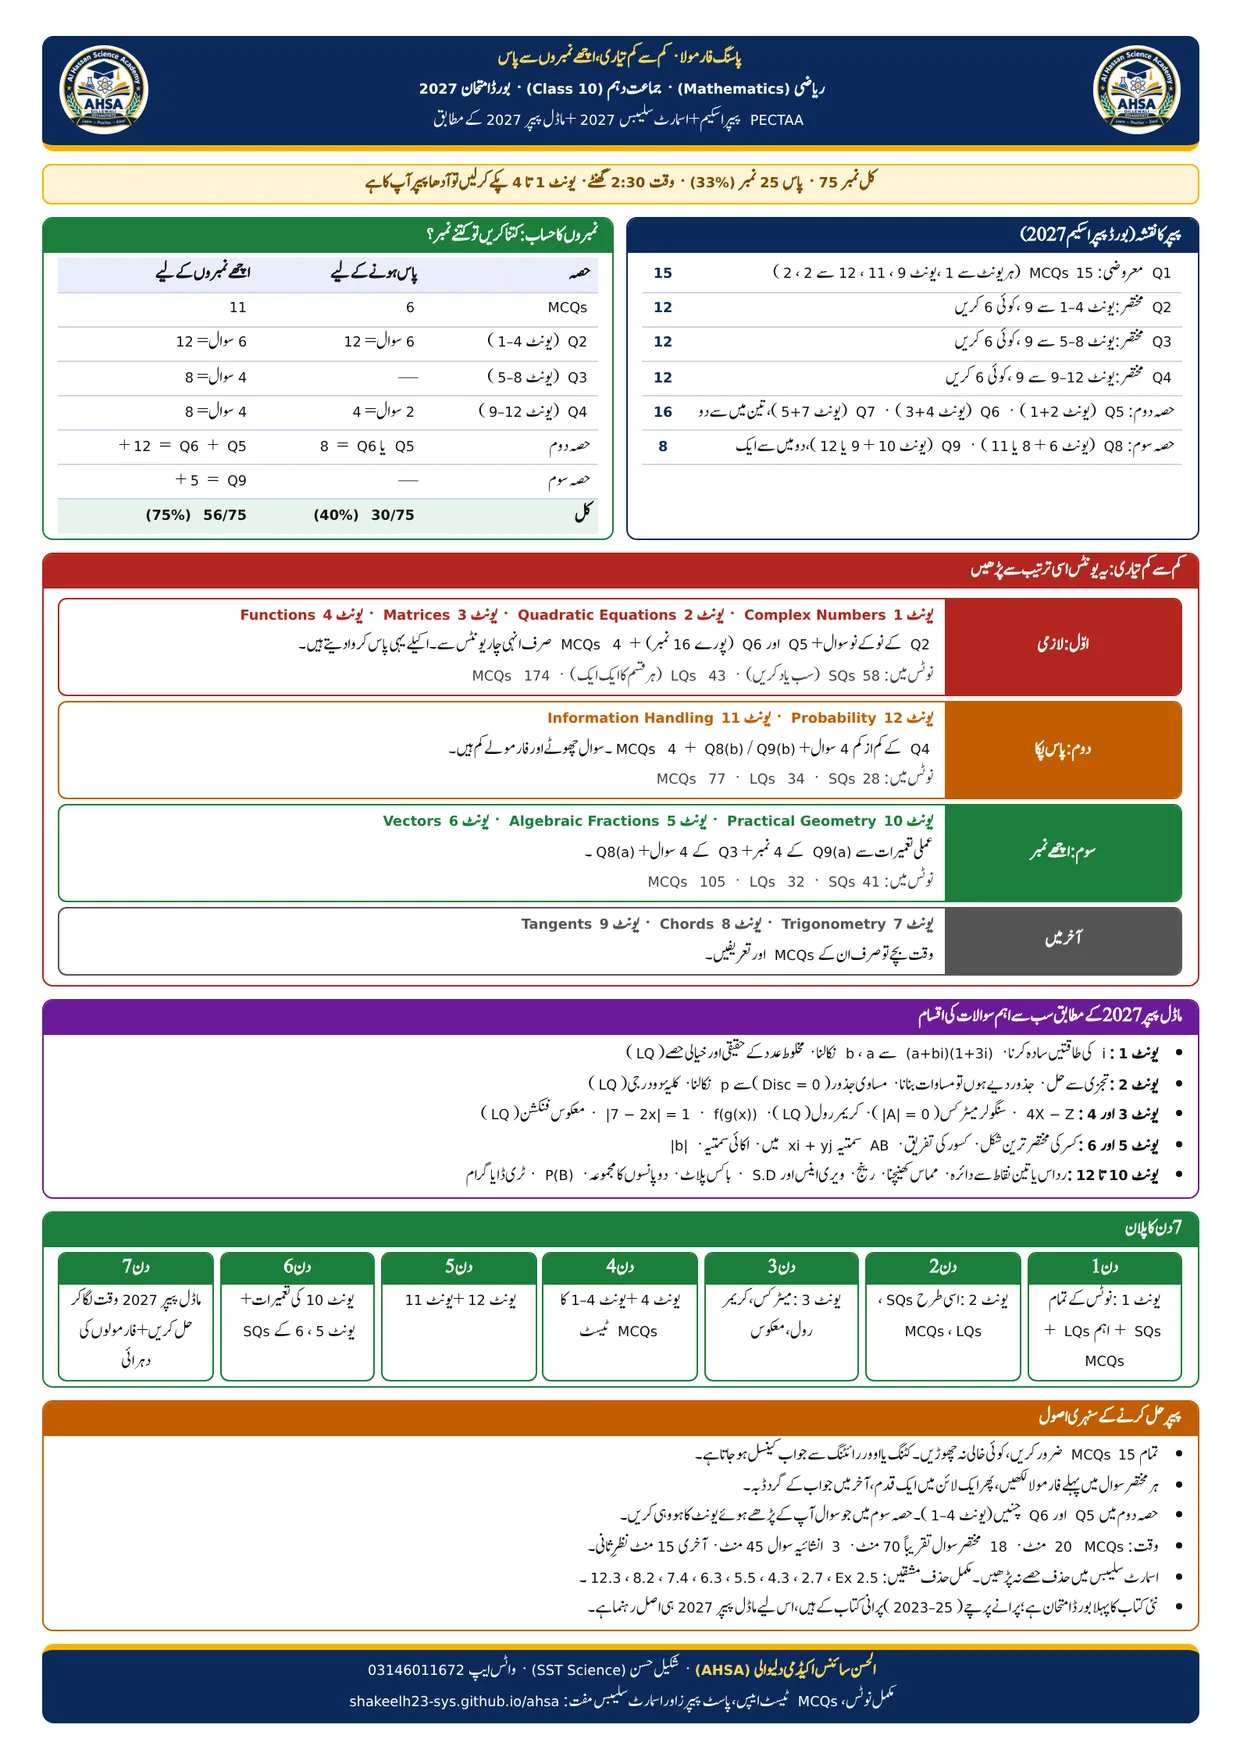 پاسنگ فارمولا · کم سے کم تیاری، اچھے نمبروں سے پاس
ریاضی (Mathematics) · جماعت دہم (Class 10) · بورڈ امتحان 2027
PECTAA پیپر اسکیم + اسمارٹ سلیبس 2027 + ماڈل پیپر 2027 کے مطابق
Al Hassan Science Academy
AHSA
کل نمبر 75 · پاس 25 نمبر (33%) · وقت 2:30 گھنٹے · یونٹ 1 تا 4 پکے کر لیں تو آدھا پیپر آپ کا ہے
پیپر کا نقشہ (بورڈ پیپر اسکیم 2027)
Q1 معروضی: 15 MCQs (ہر یونٹ سے 1، یونٹ 9، 11، 12 سے 2، 2) 15
Q2 مختصر: یونٹ 1–4 سے 9، کوئی 6 کریں 12
Q3 مختصر: یونٹ 5–8 سے 9، کوئی 6 کریں 12
Q4 مختصر: یونٹ 9–12 سے 9، کوئی 6 کریں 12
حصہ دوم: Q5 (یونٹ 1+2) · Q6 (یونٹ 3+4) · Q7 (یونٹ 5+7)، تین میں سے دو 16
حصہ سوم: Q8 (یونٹ 6 + 8 یا 11) · Q9 (یونٹ 10 + 9 یا 12)، دو میں سے ایک 8
نمبروں کا حساب: کتنا کریں تو کتنے نمبر؟
حصہ پاس ہونے کے لیے اچھے نمبروں کے لیے
MCQs 6 11
Q2 (یونٹ 1–4) 6 سوال = 12 6 سوال = 12
Q3 (یونٹ 5–8) — 4 سوال = 8
Q4 (یونٹ 9–12) 2 سوال = 4 4 سوال = 8
حصہ دوم Q5 یا Q6 = 8 Q5 + Q6 = 12+
حصہ سوم — Q9 = 5+
کل 30/75 (40%) 56/75 (75%)
کم سے کم تیاری: یہ یونٹس اسی ترتیب سے پڑھیں
اوّل: لازمی
یونٹ 1 Complex Numbers · یونٹ 2 Quadratic Equations · یونٹ 3 Matrices · یونٹ 4 Functions
Q2 کے نو کے نو سوال + Q5 اور Q6 (پورے 16 نمبر) + 4 MCQs صرف انہی چار یونٹس سے۔ اکیلے یہی پاس کروا دیتے ہیں۔
نوٹس میں: 58 SQs (سب یاد کریں) · 43 LQs (ہر قسم کا ایک ایک) · 174 MCQs
دوم: پاس پکا
یونٹ 12 Probability · یونٹ 11 Information Handling
Q4 کے کم از کم 4 سوال + Q8(b) / Q9(b) + 4 MCQs۔ سوال چھوٹے اور فارمولے کم ہیں۔
نوٹس میں: 28 SQs · 34 LQs · 77 MCQs
سوم: اچھے نمبر
یونٹ 10 Practical Geometry · یونٹ 5 Algebraic Fractions · یونٹ 6 Vectors
عملی تعمیرات سے Q9(a) کے 4 نمبر + Q3 کے 4 سوال + Q8(a)۔
نوٹس میں: 41 SQs · 32 LQs · 105 MCQs
آخر میں
یونٹ 7 Trigonometry · یونٹ 8 Chords · یونٹ 9 Tangents
وقت بچے تو صرف ان کے MCQs اور تعریفیں۔
ماڈل پیپر 2027 کے مطابق سب سے اہم سوالات کی اقسام
یونٹ 1: i کی طاقتیں سادہ کرنا · (a+bi)(1+3i) سے a، b نکالنا · مخلوط عدد کے حقیقی اور خیالی حصے (LQ)
یونٹ 2: تجزی سے حل · جذور دیے ہوں تو مساوات بنانا · مساوی جذور (Disc = 0) سے p نکالنا · کلیہ دو درجی (LQ)
یونٹ 3 اور 4: 4X − Z · سنگولر میٹرکس (|A| = 0) · کریمر رول (LQ) · f(g(x)) · |7 − 2x| = 1 · معکوس فنکشن (LQ)
یونٹ 5 اور 6: کسر کی مختصر ترین شکل · کسور کی تفریق · AB سمتیہ xi + yj میں · اکائی سمتیہ · |b|
یونٹ 10 تا 12: رداس یا تین نقاط سے دائرہ · مماس کھینچنا · رینج · ویری اینس اور S.D · باکس پلاٹ · دو پانسوں کا مجموعہ · P(B) · ٹری ڈایاگرام
7 دن کا پلان
دن 1
یونٹ 1: نوٹس کے تمام
SQs + اہم LQs +
MCQs
دن 2
یونٹ 2: اسی طرح SQs،
LQs، MCQs
دن 3
یونٹ 3: میٹرکس، کریمر
رول، معکوس
دن 4
یونٹ 4 + یونٹ 1–4 کا
MCQs ٹیسٹ
دن 5
یونٹ 12 + یونٹ 11
دن 6
یونٹ 10 کی تعمیرات +
یونٹ 5، 6 کے SQs
دن 7
ماڈل پیپر 2027 وقت لگا کر
حل کریں + فارمولوں کی
دہرائی
پیپر حل کرنے کے سنہری اصول
تمام 15 MCQs ضرور کریں، کوئی خالی نہ چھوڑیں۔ کٹنگ یا اوور رائٹنگ سے جواب کینسل ہو جاتا ہے۔
ہر مختصر سوال میں پہلے فارمولا لکھیں، پھر ایک لائن میں ایک قدم، آخر میں جواب کے گرد ڈبہ۔
حصہ دوم میں Q5 اور Q6 چنیں (یونٹ 1–4)۔ حصہ سوم میں جو سوال آپ کے پڑھے ہوئے یونٹ کا ہو وہی کریں۔
وقت: MCQs 20 منٹ · 18 مختصر سوال تقریباً 70 منٹ · 3 انشائیہ سوال 45 منٹ · آخری 15 منٹ نظرِ ثانی۔
اسمارٹ سلیبس میں حذف حصے نہ پڑھیں۔ مکمل حذف مشقیں: Ex 2.5، 2.7، 4.3، 5.5، 6.3، 7.4، 8.2، 12.3۔
نئی کتاب کا پہلا بورڈ امتحان ہے؛ پرانے پرچے (2023–25) پرانی کتاب کے ہیں، اس لیے ماڈل پیپر 2027 ہی اصل رہنما ہے۔
الحسن سائنس اکیڈمی دلیوالی (AHSA) · شکیل حسن (SST Science) · واٹس ایپ 03146011672
مکمل نوٹس، MCQs ٹیسٹ ایپس، پاسٹ پیپرز اور اسمارٹ سلیبس مفت: shakeelh23-sys.github.io/ahsa